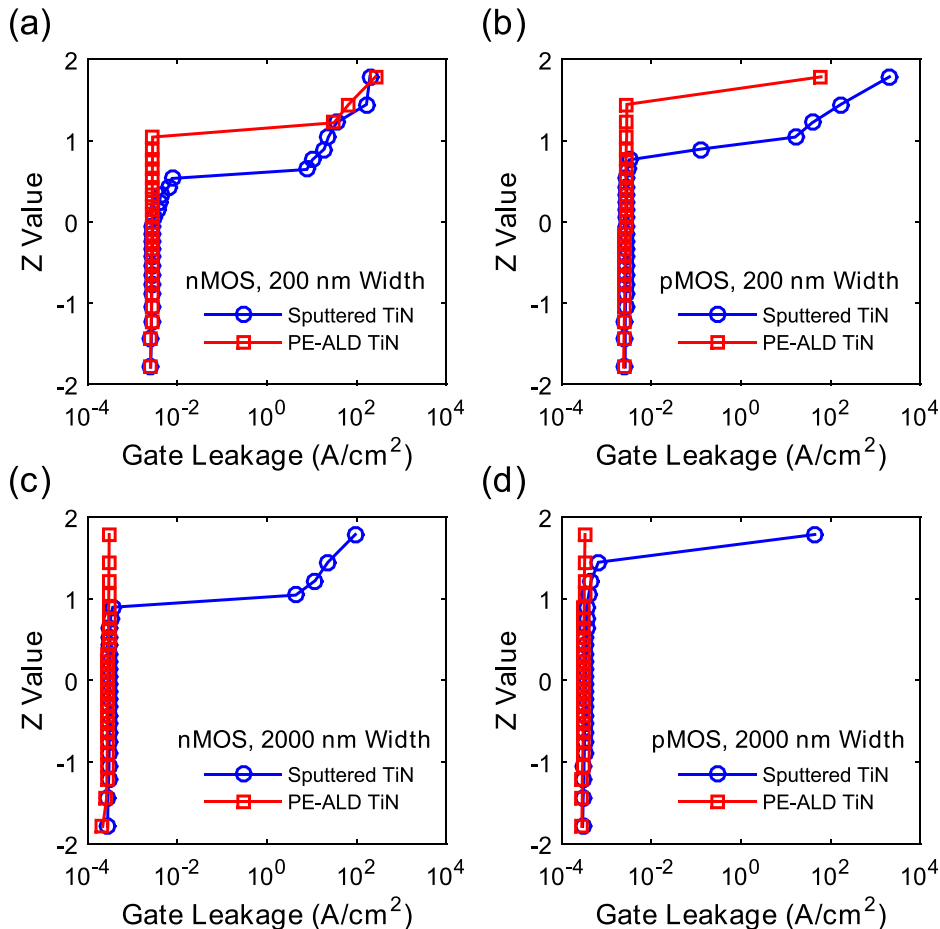 (a)
2
1
0
-1
-2
Z Value
nMOS, 200 nm Width
Sputtered TiN
PE-ALD TiN
10^-4 10^-2 10^0 10^2 10^4
Gate Leakage (A/cm^2)
(b)
2
1
0
-1
-2
Z Value
pMOS, 200 nm Width
Sputtered TiN
PE-ALD TiN
10^-4 10^-2 10^0 10^2 10^4
Gate Leakage (A/cm^2)
(c)
2
1
0
-1
-2
Z Value
nMOS, 2000 nm Width
Sputtered TiN
PE-ALD TiN
10^-4 10^-2 10^0 10^2 10^4
Gate Leakage (A/cm^2)
(d)
2
1
0
-1
-2
Z Value
pMOS, 2000 nm Width
Sputtered TiN
PE-ALD TiN
10^-4 10^-2 10^0 10^2 10^4
Gate Leakage (A/cm^2)